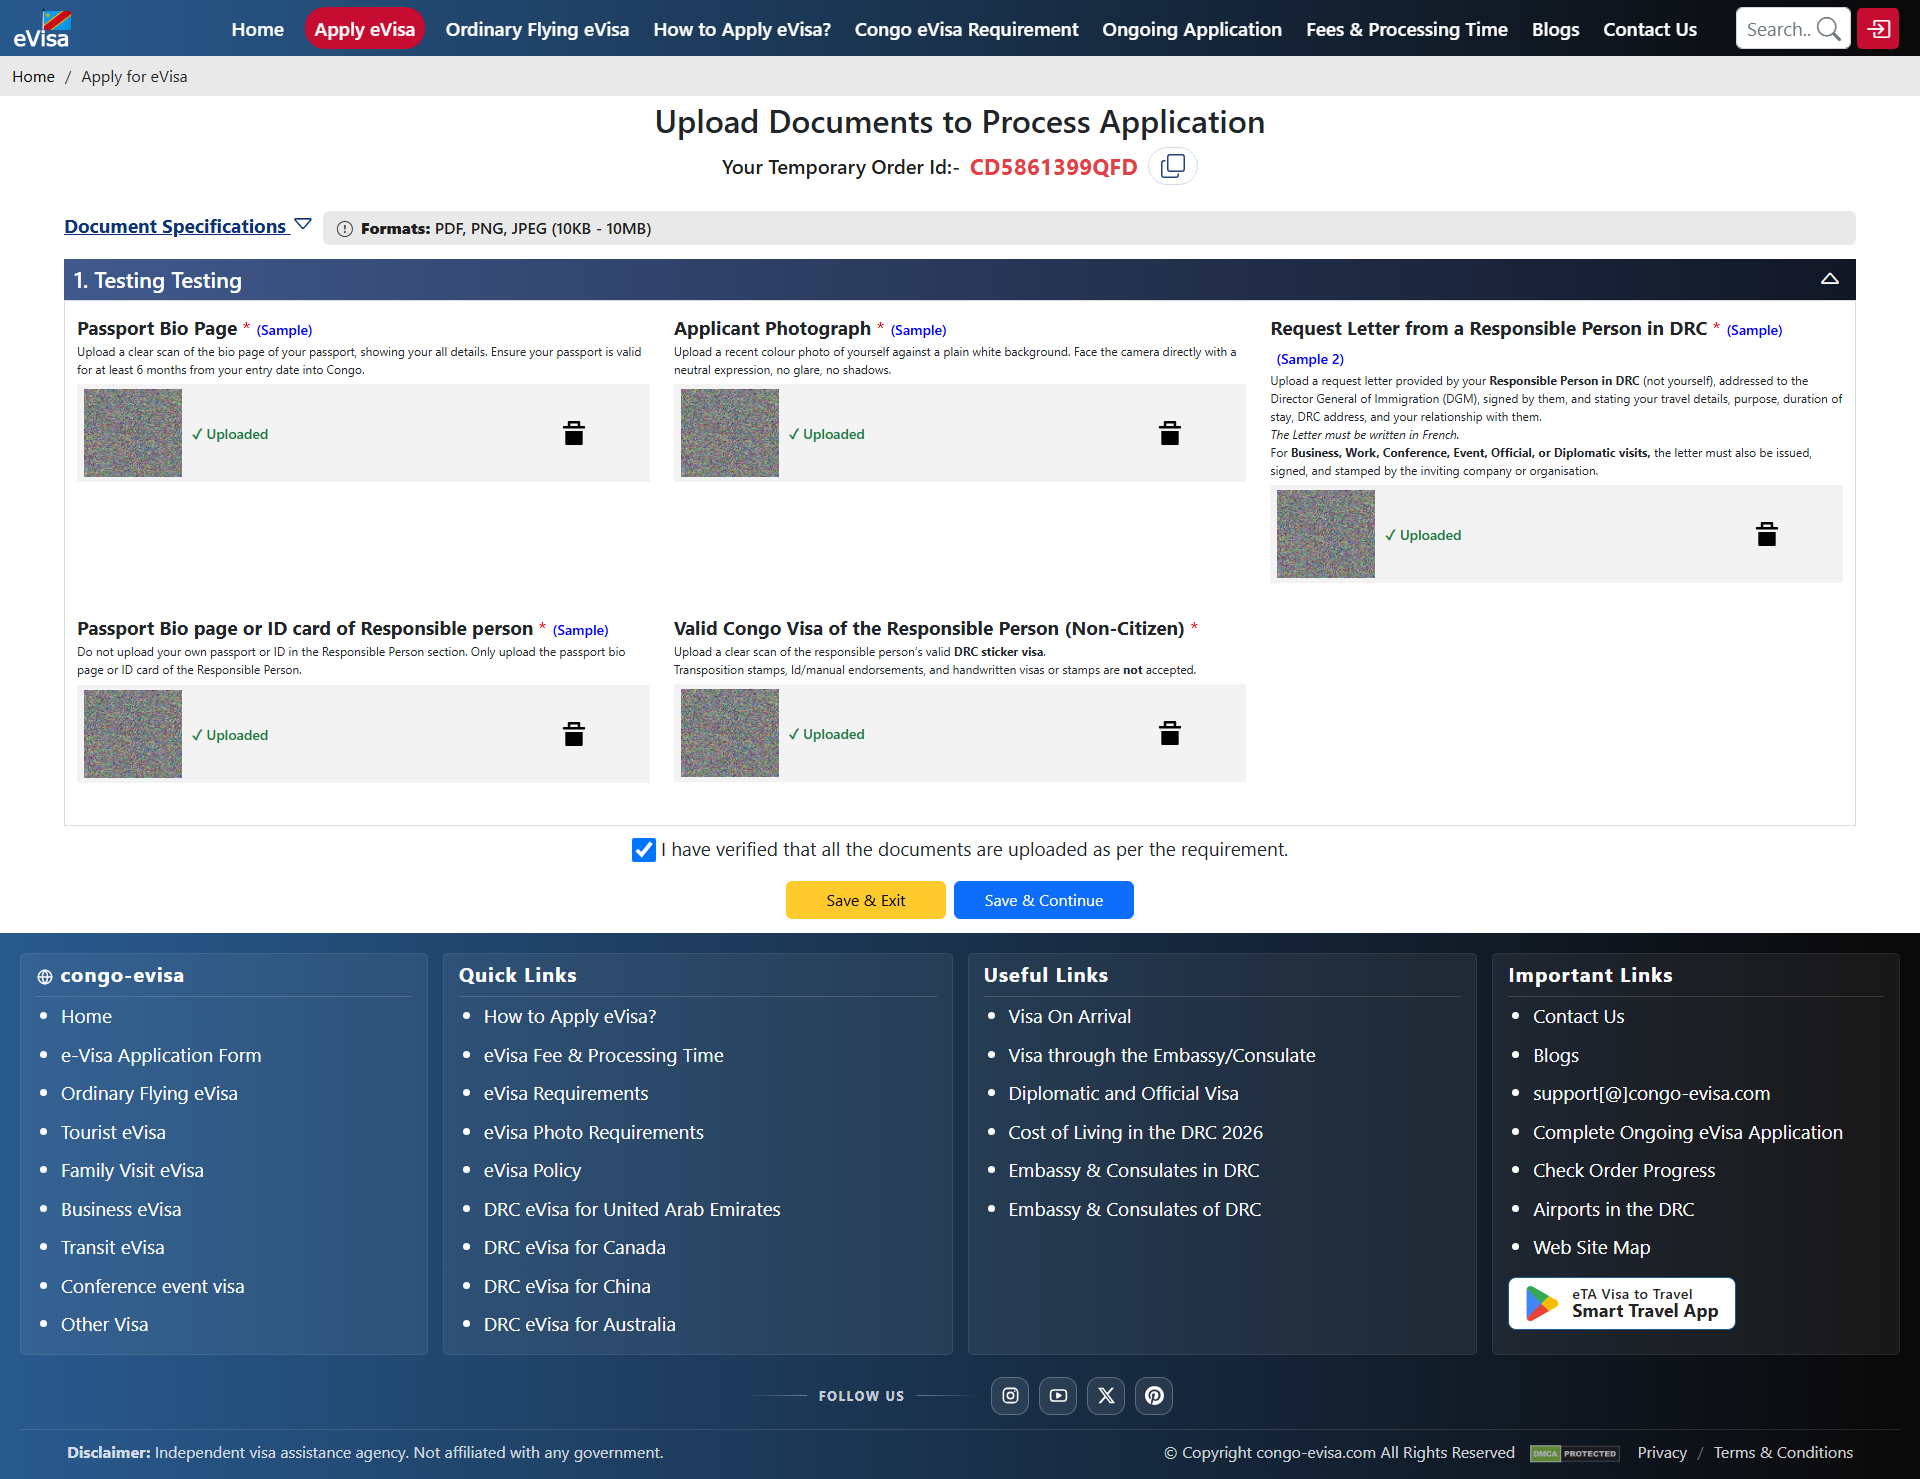 eVisa
Home
Apply eVisa
Ordinary Flying eVisa
How to Apply eVisa?
Congo eVisa Requirement
Ongoing Application
Fees & Processing Time
Blogs
Contact Us
Search..
Home / Apply for eVisa
Upload Documents to Process Application
Your Temporary Order Id:- CD5861399QFD
Document Specifications
Formats: PDF, PNG, JPEG (10KB - 10MB)
1. Testing Testing
Passport Bio Page * (Sample)
Upload a clear scan of the bio page of your passport, showing your all details. Ensure your passport is valid
for at least 6 months from your entry date into Congo.
✓ Uploaded
Applicant Photograph * (Sample)
Upload a recent colour photo of yourself against a plain white background. Face the camera directly with a
neutral expression, no glare, no shadows.
✓ Uploaded
Request Letter from a Responsible Person in DRC * (Sample)
(Sample 2)
Upload a request letter provided by your Responsible Person in DRC (not yourself), addressed to the
Director General of Immigration (DGM), signed by them, and stating your travel details, purpose, duration of
stay, DRC address, and your relationship with them.
The Letter must be written in French.
For Business, Work, Conference, Event, Official, or Diplomatic visits, the letter must also be issued,
signed, and stamped by the inviting company or organisation.
✓ Uploaded
Passport Bio page or ID card of Responsible person * (Sample)
Do not upload your own passport or ID in the Responsible Person section. Only upload the passport bio
page or ID card of the Responsible Person.
✓ Uploaded
Valid Congo Visa of the Responsible Person (Non-Citizen) *
Upload a clear scan of the responsible person's valid DRC sticker visa.
Transposition stamps, Id/manual endorsements, and handwritten visas or stamps are not accepted.
✓ Uploaded
I have verified that all the documents are uploaded as per the requirement.
Save & Exit
Save & Continue
congo-evisa
Home
e-Visa Application Form
Ordinary Flying eVisa
Tourist eVisa
Family Visit eVisa
Business eVisa
Transit eVisa
Conference event visa
Other Visa
Quick Links
How to Apply eVisa?
eVisa Fee & Processing Time
eVisa Requirements
eVisa Photo Requirements
eVisa Policy
DRC eVisa for United Arab Emirates
DRC eVisa for Canada
DRC eVisa for China
DRC eVisa for Australia
Useful Links
Visa On Arrival
Visa through the Embassy/Consulate
Diplomatic and Official Visa
Cost of Living in the DRC 2026
Embassy & Consulates in DRC
Embassy & Consulates of DRC
Important Links
Contact Us
Blogs
support[@]congo-evisa.com
Complete Ongoing eVisa Application
Check Order Progress
Airports in the DRC
Web Site Map
eTA Visa to Travel
Smart Travel App
FOLLOW US
Disclaimer: Independent visa assistance agency. Not affiliated with any government.
© Copyright congo-evisa.com All Rights Reserved
DMCA PROTECTED
Privacy / Terms & Conditions